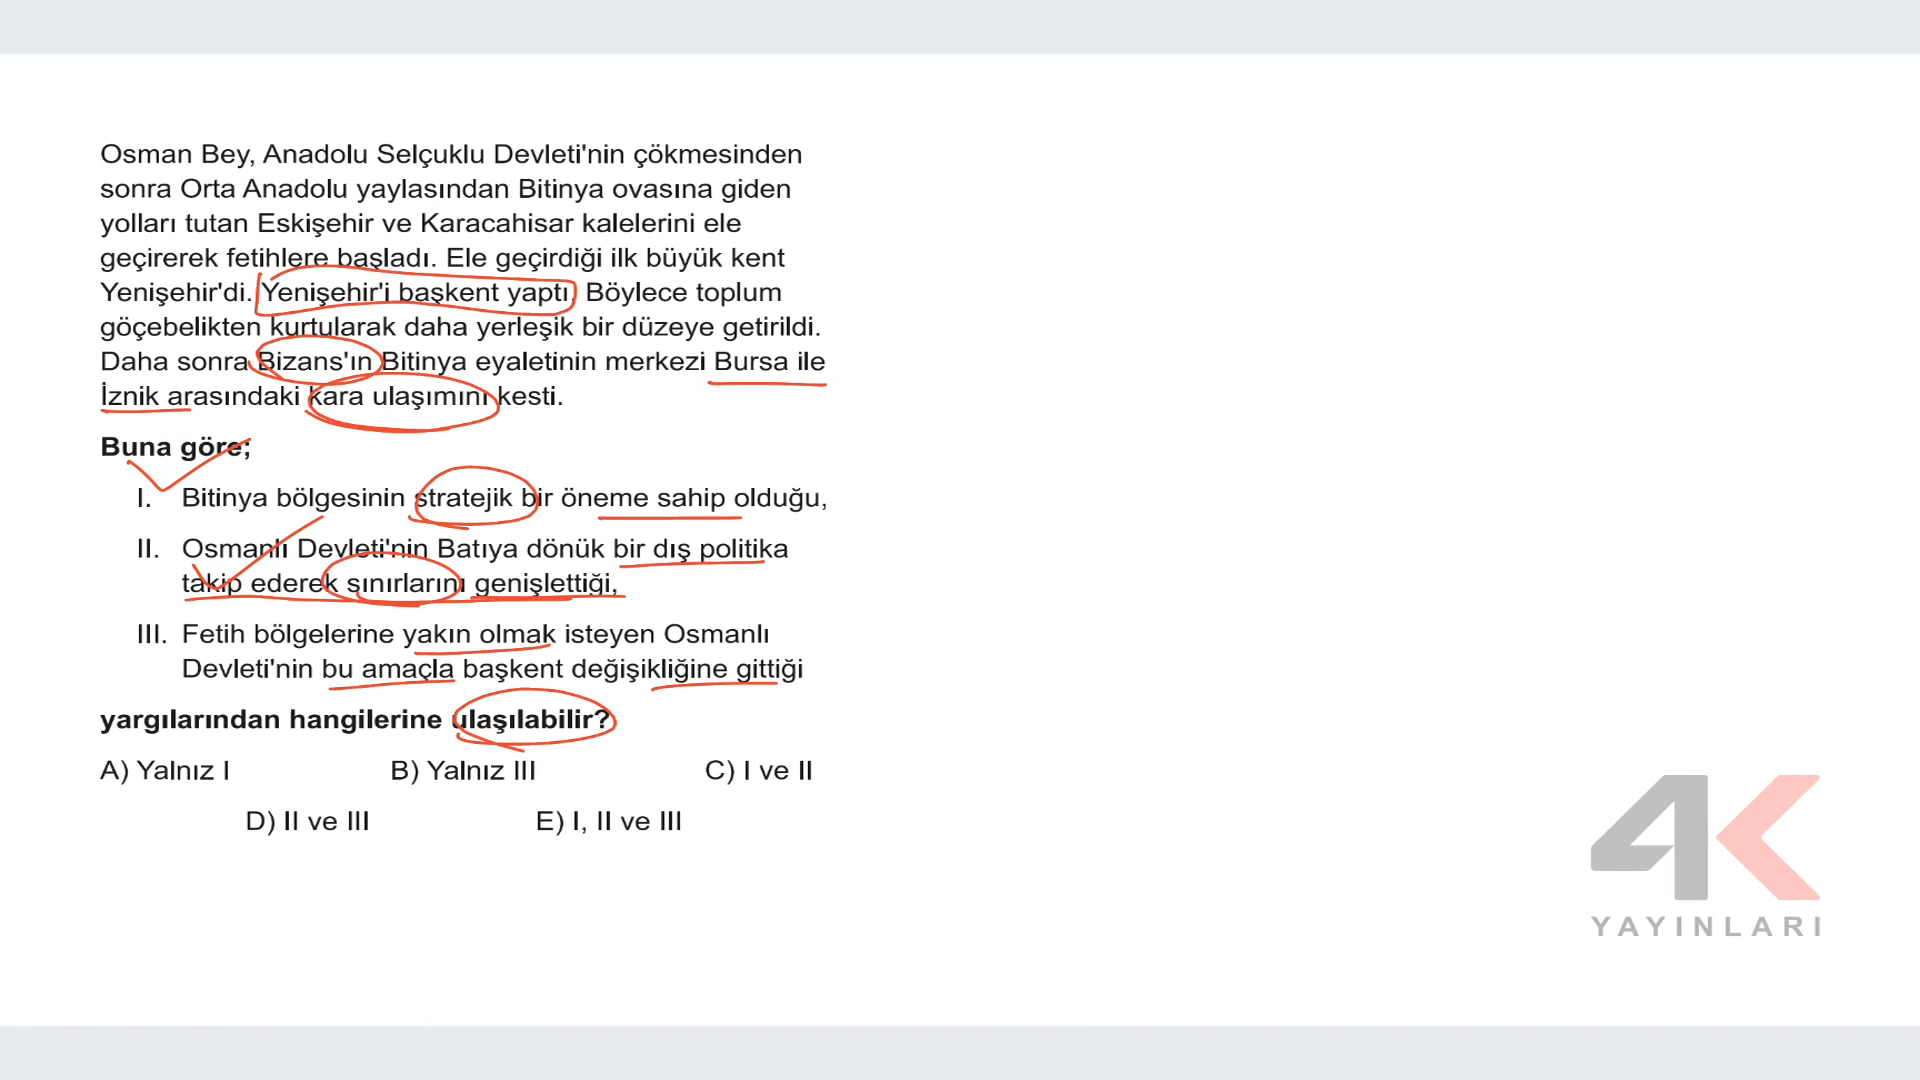 Osman Bey, Anadolu Selçuklu Devleti'nin çökmesinden
sonra Orta Anadolu yaylasından Bitinya ovasına giden
yolları tutan Eskişehir ve Karacahisar kalelerini ele
geçirerek fetihlere başladı. Ele geçirdiği ilk büyük kent
Yenişehir'di. Yenişehir'i başkent yaptı. Böylece toplum
göçebelikten kurtularak daha yerleşik bir düzeye getirildi.
Daha sonra Bizans'ın Bitinya eyaletinin merkezi Bursa ile
İznik arasındaki kara ulaşımını kesti.
Buna göre;
I. Bitinya bölgesinin stratejik bir öneme sahip olduğu,
II. Osmanlı Devleti'nin Batıya dönük bir dış politika
takip ederek sınırlarını genişlettiği,
III. Fetih bölgelerine yakın olmak isteyen Osmanlı
Devleti'nin bu amaçla başkent değişikliğine gittiği
yargılarından hangilerine ulaşılabilir?
A) Yalnız I B) Yalnız III C) I ve II
D) II ve III E) I, II ve III
4K
YAYINLARI